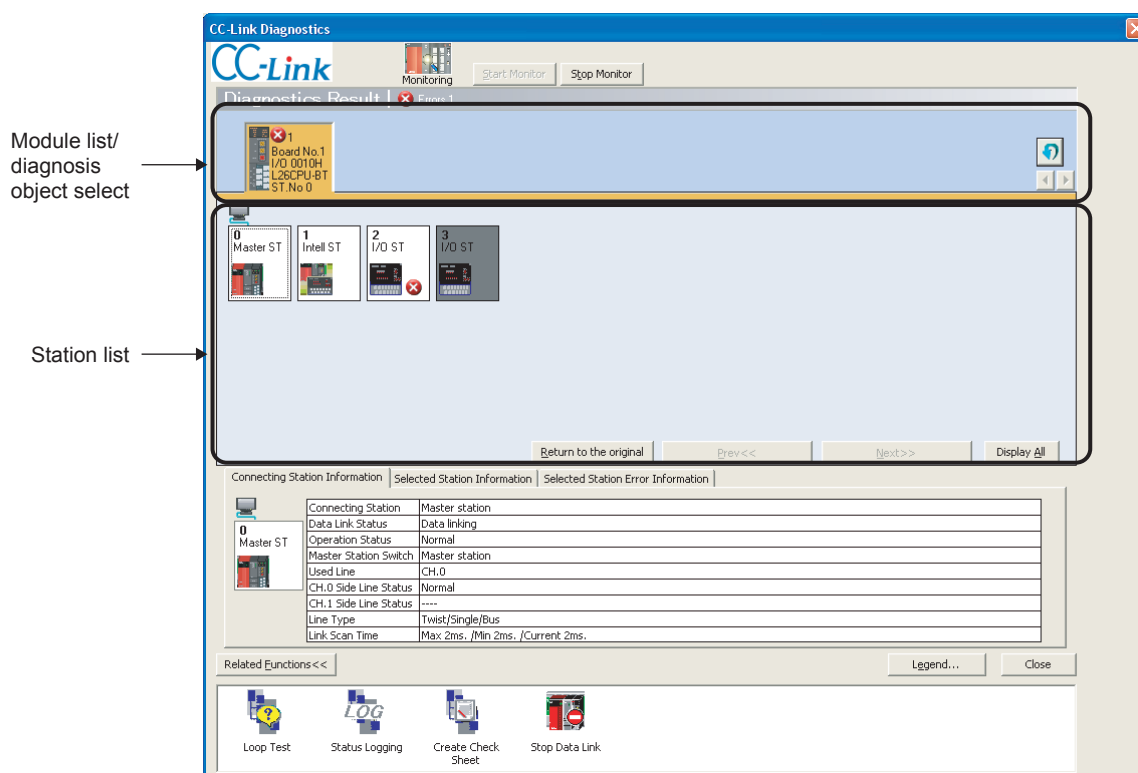 CC-Link Diagnostics
CC-Link
Monitoring
Start Monitor
Stop Monitor
Diagnostics Result | Errors 1
Module list/
diagnosis
object select
1
Board No.1
I/O 0010H
L26CPU-BT
ST.No 0
Station list
0
Master ST
1
Intell ST
2
I/O ST
3
I/O ST
Return to the original
Prev<<
Next>>
Display All
Connecting Station Information
Selected Station Information
Selected Station Error Information
0
Master ST
Connecting Station Master station
Data Link Status Data linking
Operation Status Normal
Master Station Switch Master station
Used Line CH.0
CH.0 Side Line Status Normal
CH.1 Side Line Status ----
Line Type Twist/Single/Bus
Link Scan Time Max 2ms. /Min 2ms. /Current 2ms.
Related Functions<<
Legend...
Close
LOG
Loop Test
Status Logging
Create Check
Sheet
Stop Data Link